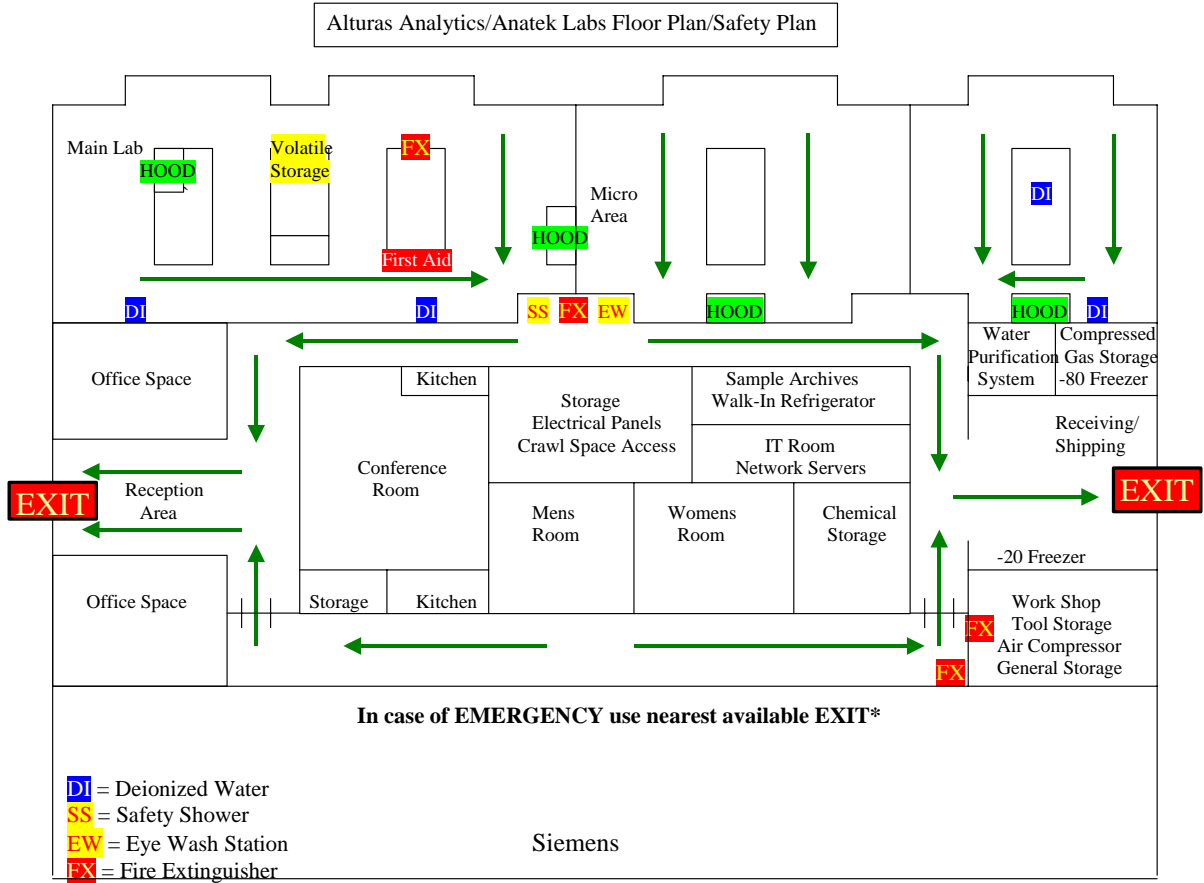 Alturas Analytics/Anatek Labs Floor Plan/Safety Plan
Main Lab
HOOD
Volatile
Storage
FX
First Aid
Micro
Area
HOOD
DI
DI
DI
SS
FX
EW
HOOD
HOOD
DI
Office Space
Kitchen
Conference
Room
Storage
Electrical Panels
Crawl Space Access
Sample Archives
Walk-In Refrigerator
IT Room
Network Servers
Water
Purification
System
Compressed
Gas Storage
-80 Freezer
Receiving/
Shipping
EXIT
Reception
Area
Mens
Room
Womens
Room
Chemical
Storage
EXIT
-20 Freezer
Office Space
Storage
Kitchen
FX
FX
Work Shop
Tool Storage
Air Compressor
General Storage
In case of EMERGENCY use nearest available EXIT*
DI = Deionized Water
SS = Safety Shower
EW = Eye Wash Station
FX = Fire Extinguisher
Siemens